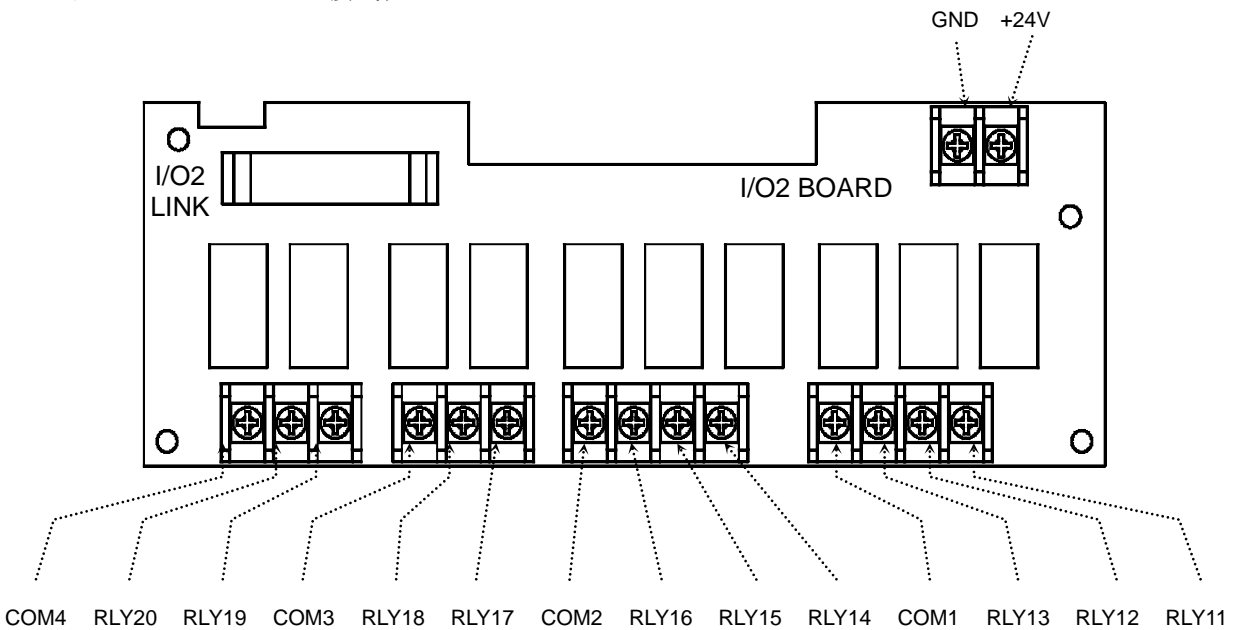 GND +24V
I/O2
LINK
I/O2 BOARD
COM4 RLY20 RLY19 COM3 RLY18 RLY17 COM2 RLY16 RLY15 RLY14 COM1 RLY13 RLY12 RLY11